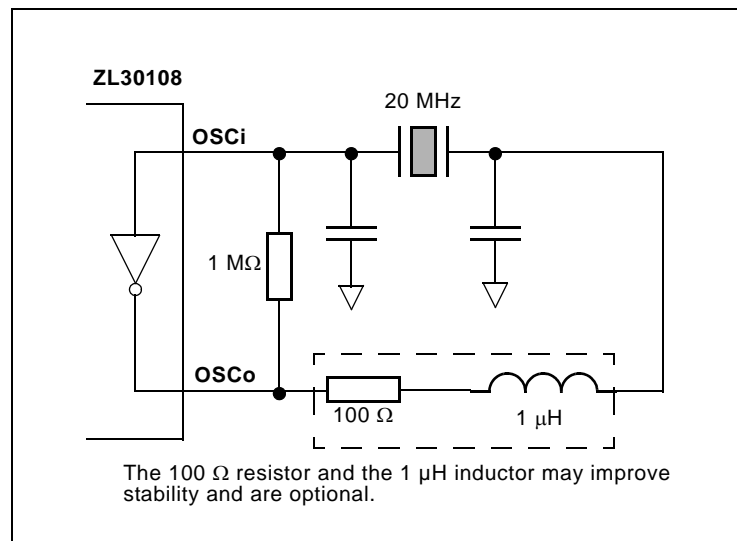 ZL30108
20 MHz
OSCi
1 MΩ
OSCo
100 Ω
1 μH
The 100 Ω resistor and the 1 μH inductor may improve
stability and are optional.